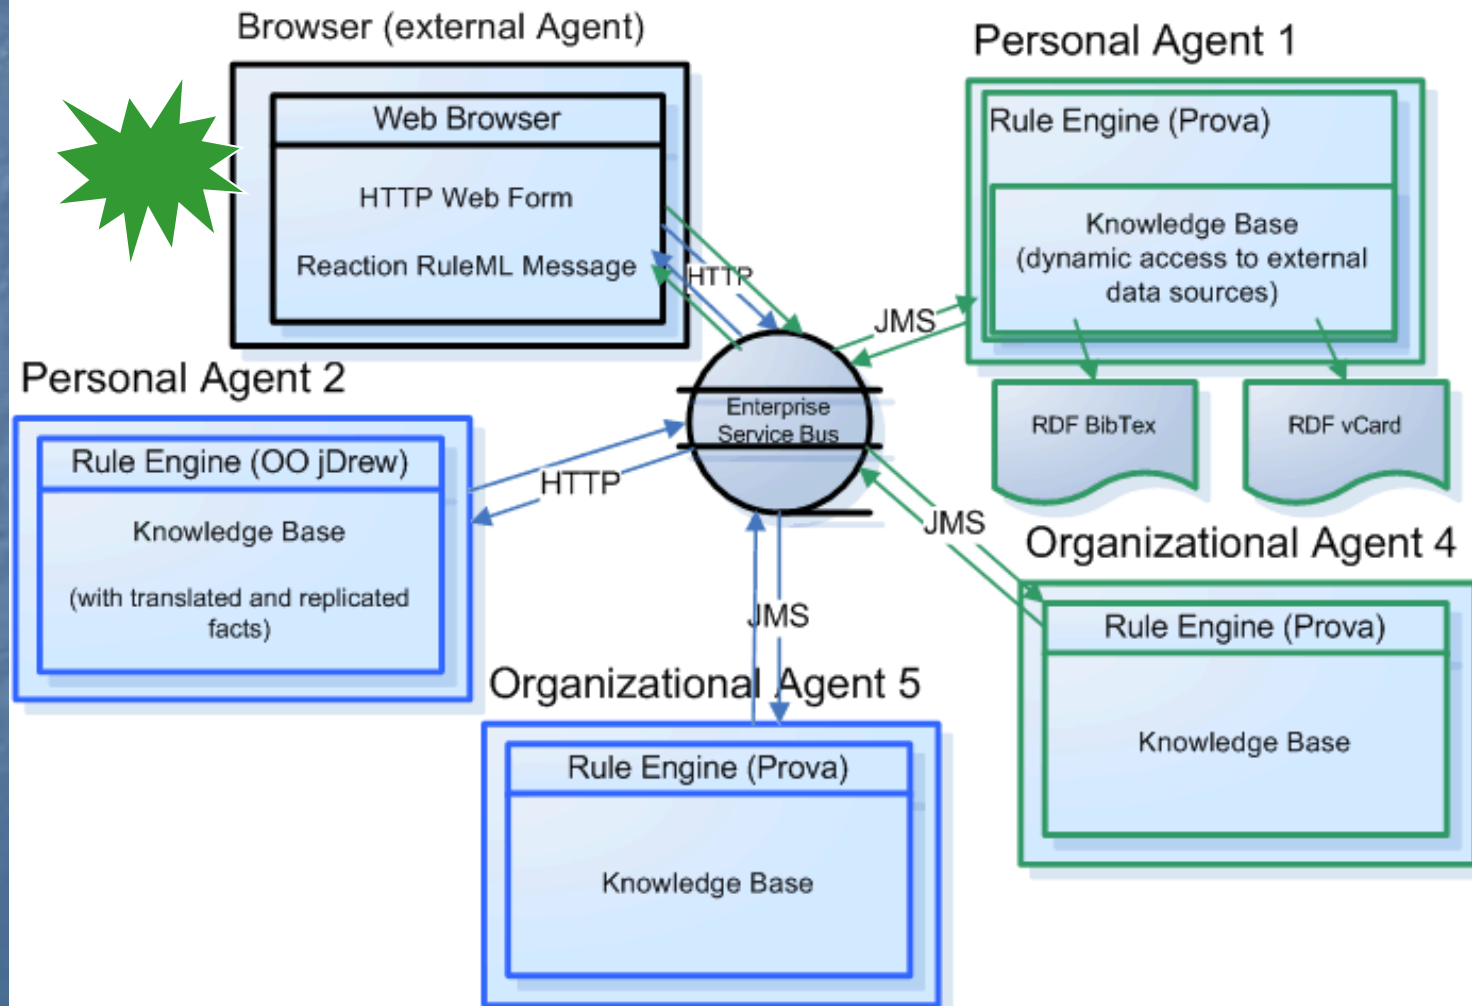 Browser (external Agent)
Web Browser
HTTP Web Form
Reaction RuleML Message
Personal Agent 1
Rule Engine (Prova)
Knowledge Base
(dynamic access to external
data sources)
HTTP
JMS
RDF BibTex
RDF vCard
Personal Agent 2
Rule Engine (OO jDrew)
Knowledge Base
(with translated and replicated
facts)
HTTP
Enterprise
Service Bus
JMS
JMS
Organizational Agent 4
Rule Engine (Prova)
Knowledge Base
Organizational Agent 5
Rule Engine (Prova)
Knowledge Base